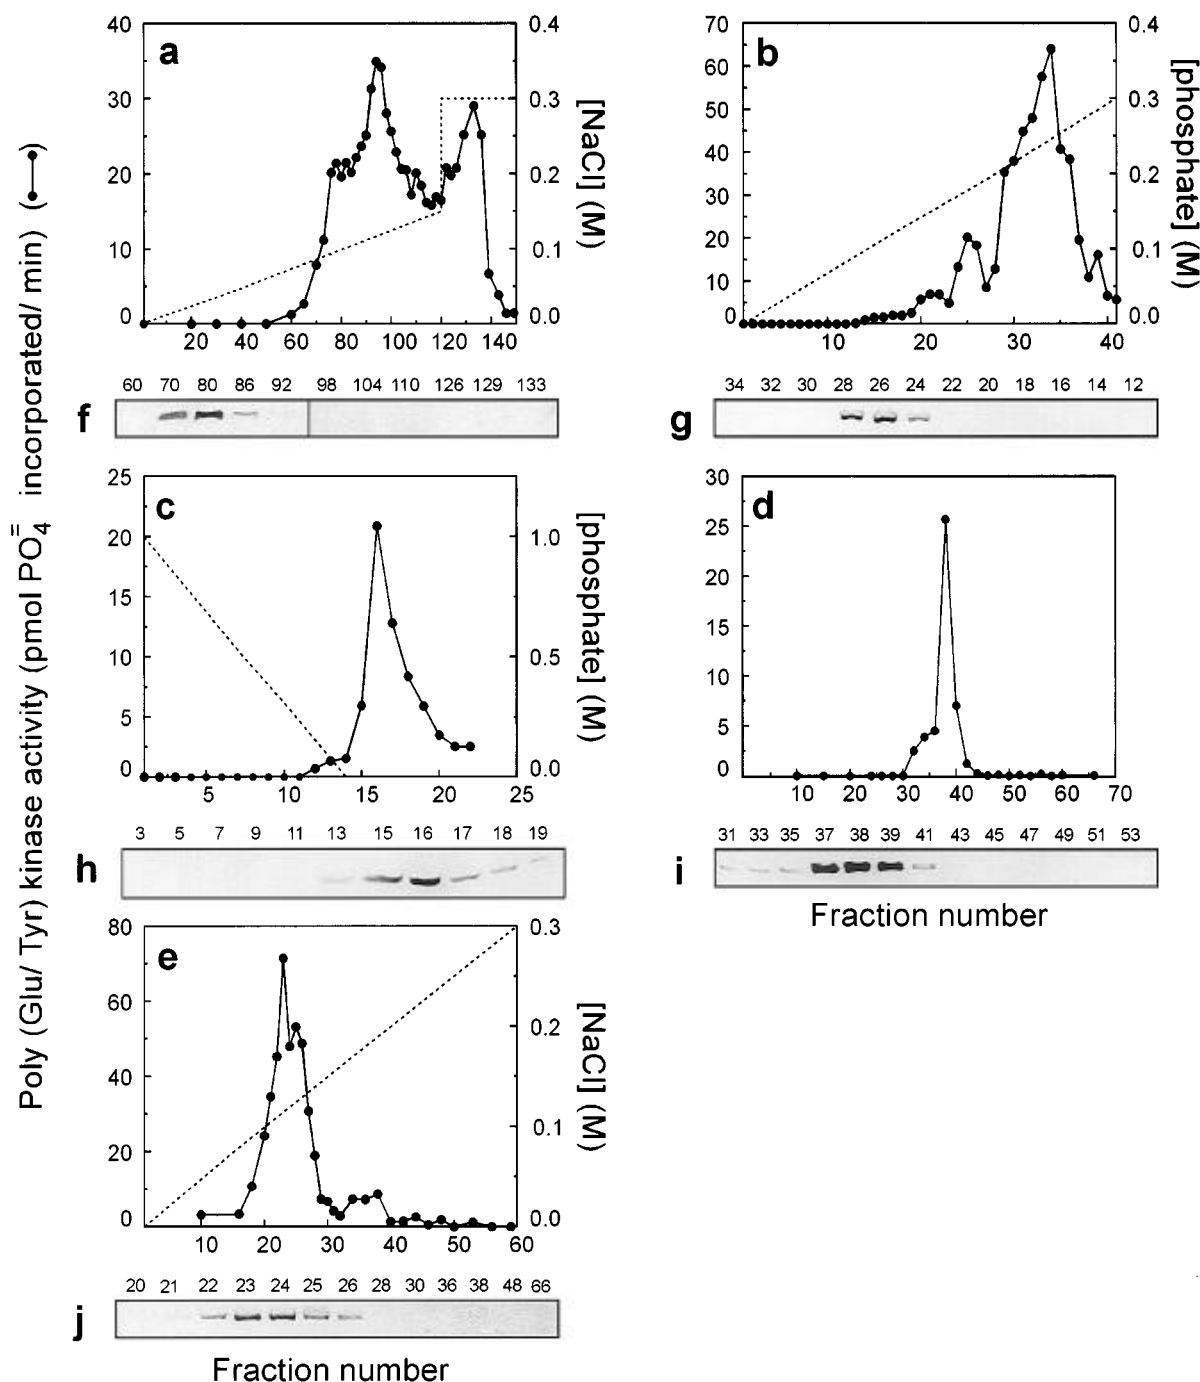 Poly (Glu/ Tyr) kinase activity (pmol PO4= incorporated/ min) (●—●)
a
40
30
20
10
0
0.4
0.3
0.2
0.1
0.0
[NaCl] (M)
20 40 60 80 100 120 140
b
70
60
50
40
30
20
10
0
0.4
0.3
0.2
0.1
0.0
[phosphate] (M)
10 20 30 40
60 70 80 86 92 98 104 110 126 129 133
f
34 32 30 28 26 24 22 20 18 16 14 12
g
c
25
20
15
10
5
0
1.0
0.5
0.0
[phosphate] (M)
5 10 15 20 25
d
30
25
20
15
10
5
0
10 20 30 40 50 60 70
3 5 7 9 11 13 15 16 17 18 19
h
31 33 35 37 38 39 41 43 45 47 49 51 53
i
Fraction number
e
80
60
40
20
0
0.3
0.2
0.1
0.0
[NaCl] (M)
10 20 30 40 50 60
20 21 22 23 24 25 26 28 30 36 38 48 66
j
Fraction number